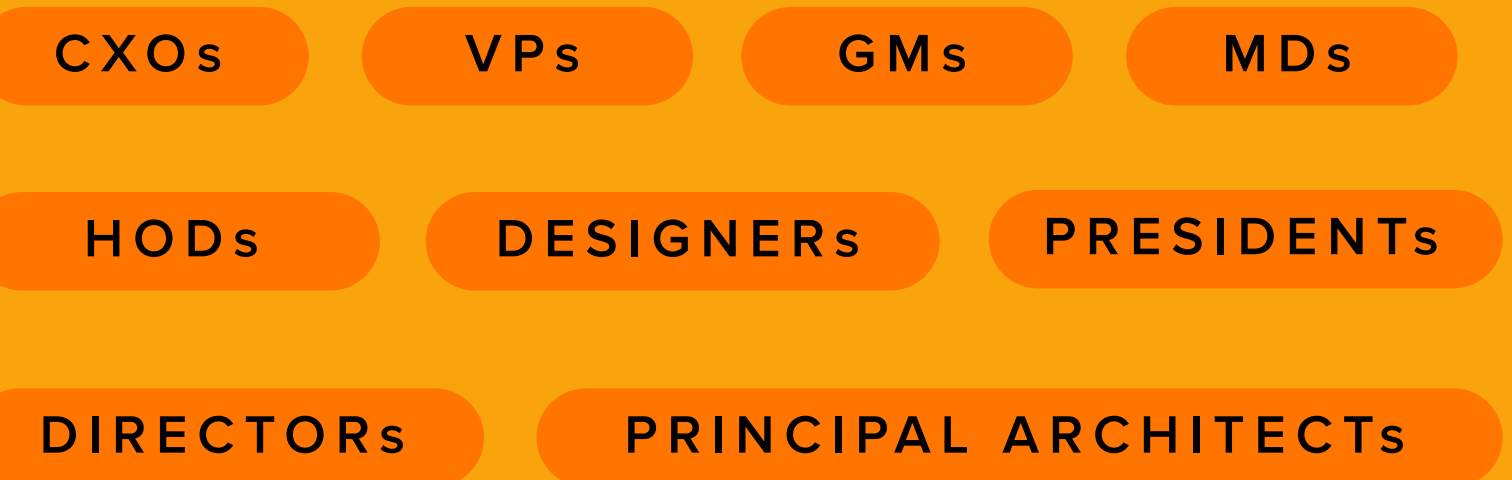 CXOs VPs GMs MDs
HODs DESIGNERs PRESIDENTs
DIRECTORs PRINCIPAL ARCHITECTs